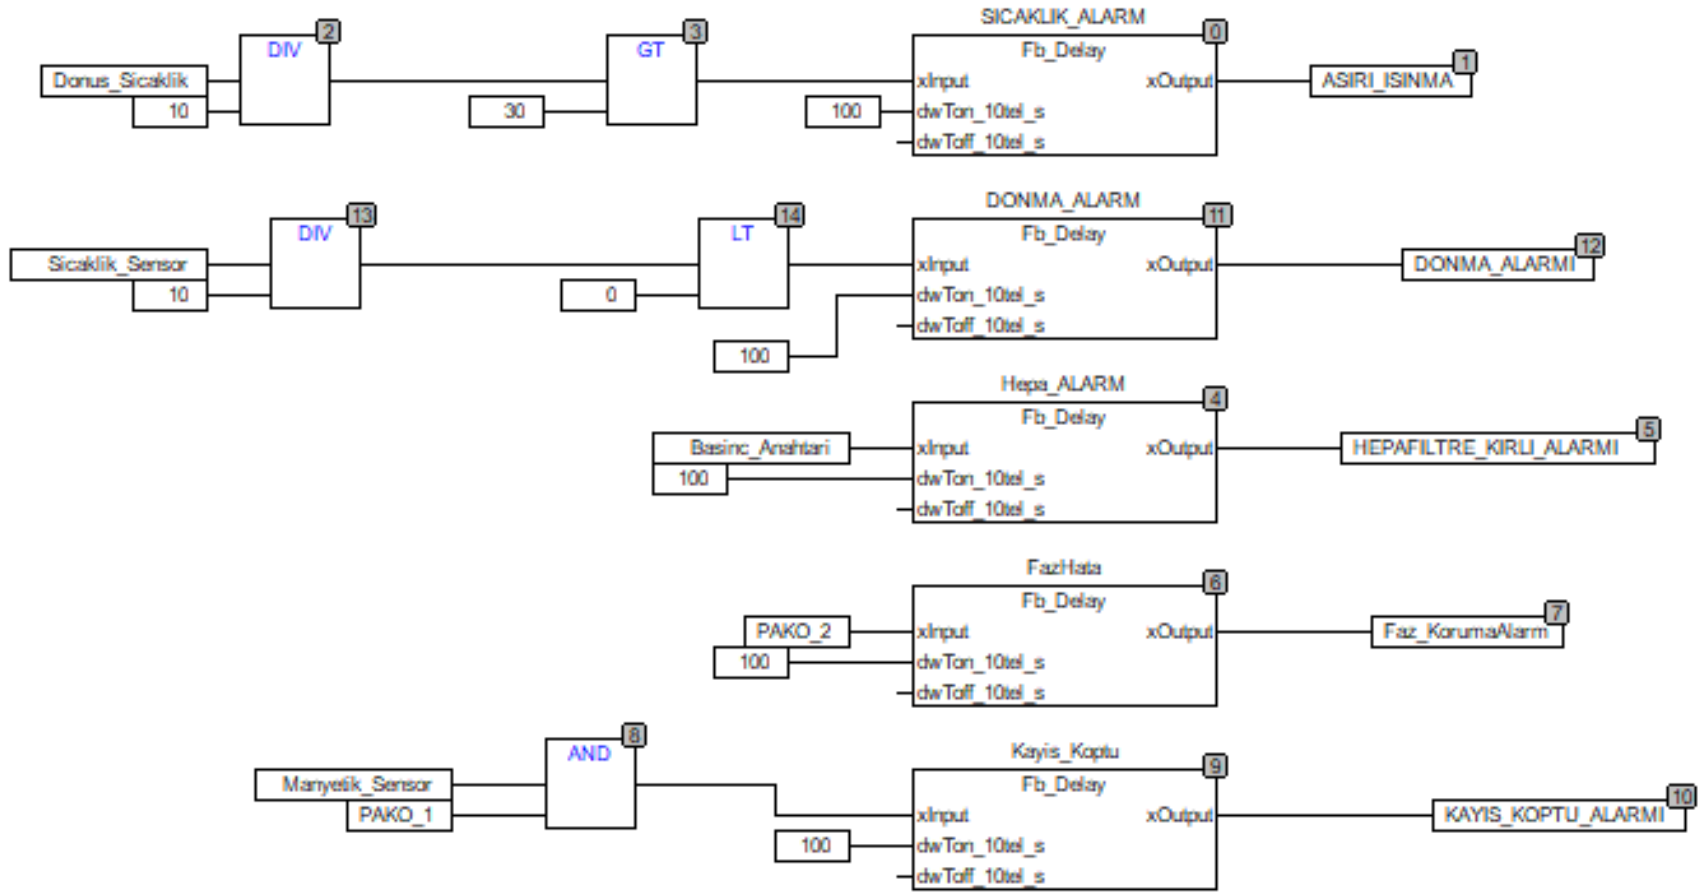 SICAKLIK_ALARM
2
3
0
DIV
GT
Fb_Delay
1
Donus_Sicaklik
xInput
xOutput
ASIRI_ISINMA
10
30
100
dwTon_10tel_s
dwToff_10tel_s
DONMA_ALARM
13
14
11
DIV
LT
Fb_Delay
12
Sicaklik_Sensor
xInput
xOutput
DONMA_ALARMI
10
0
dwTon_10tel_s
dwToff_10tel_s
100
Hepa_ALARM
4
Fb_Delay
5
Basinc_Anahtari
xInput
xOutput
HEPAFILTRE_KIRLI_ALARMI
100
dwTon_10tel_s
dwToff_10tel_s
FazHata
6
Fb_Delay
7
PAKO_2
xInput
xOutput
Faz_KorumaAlarm
100
dwTon_10tel_s
dwToff_10tel_s
8
AND
Kayis_Koptu
9
Manyetik_Sensor
Fb_Delay
10
PAKO_1
xInput
xOutput
KAYIS_KOPTU_ALARMI
100
dwTon_10tel_s
dwToff_10tel_s